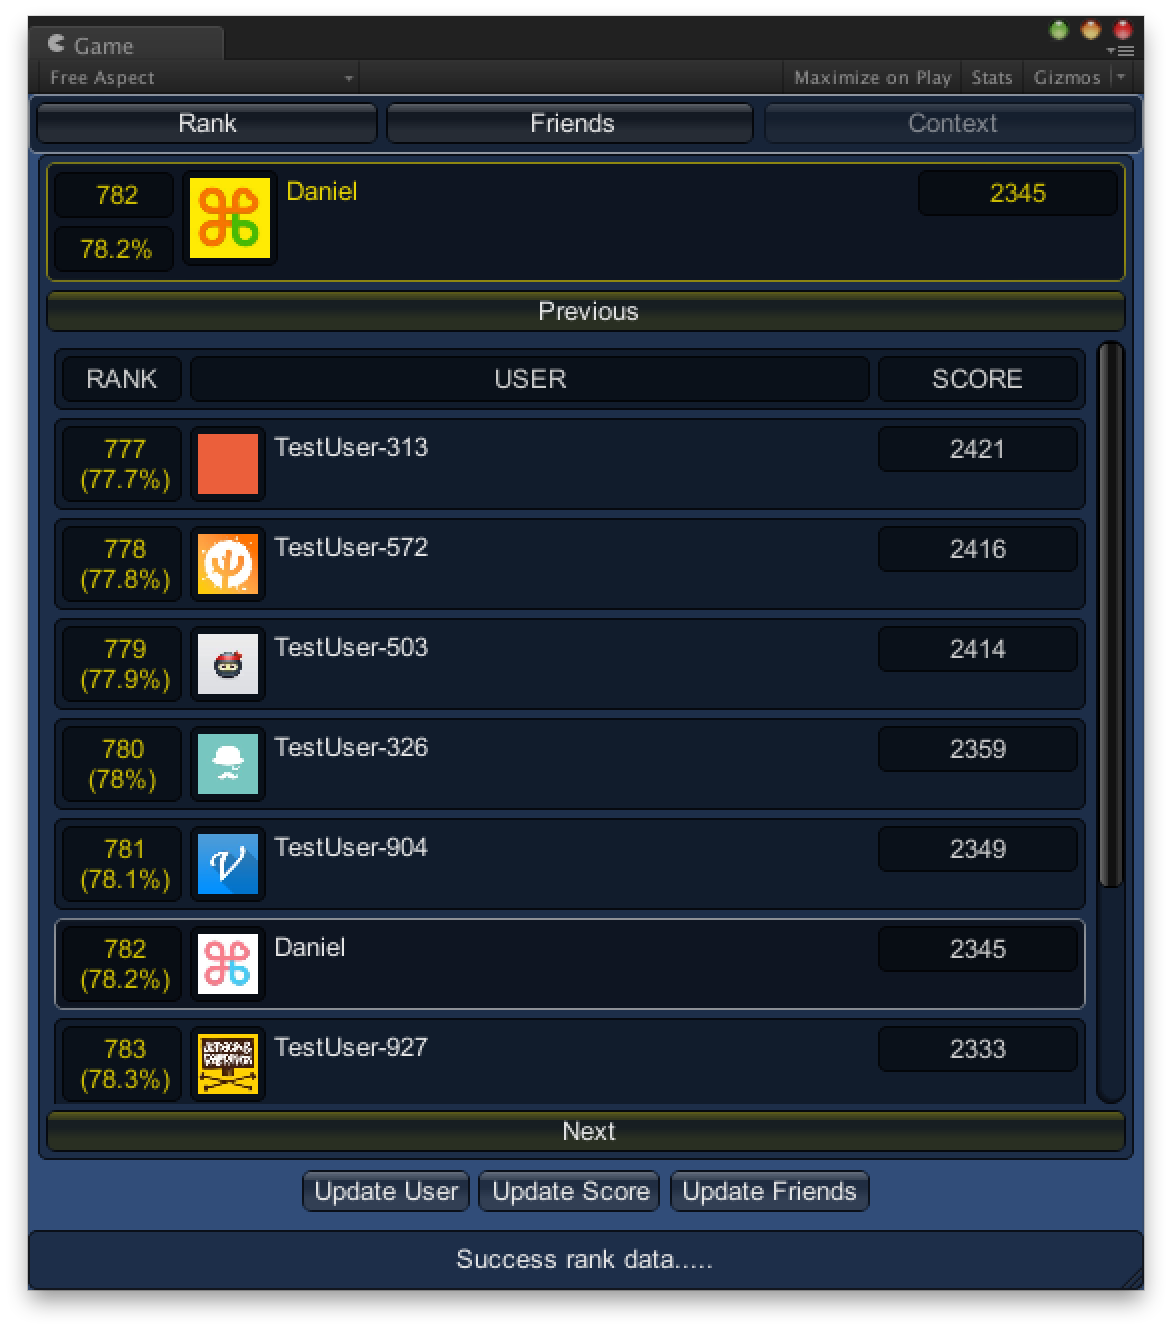 Game
Free Aspect
Maximize on Play
Stats
Gizmos
Rank
Friends
Context
782
Daniel
2345
78.2%
Previous
RANK
USER
SCORE
777
(77.7%)
TestUser-313
2421
778
(77.8%)
TestUser-572
2416
779
(77.9%)
TestUser-503
2414
780
(78%)
TestUser-326
2359
781
(78.1%)
TestUser-904
2349
782
(78.2%)
Daniel
2345
783
(78.3%)
TestUser-927
2333
Next
Update User
Update Score
Update Friends
Success rank data.....